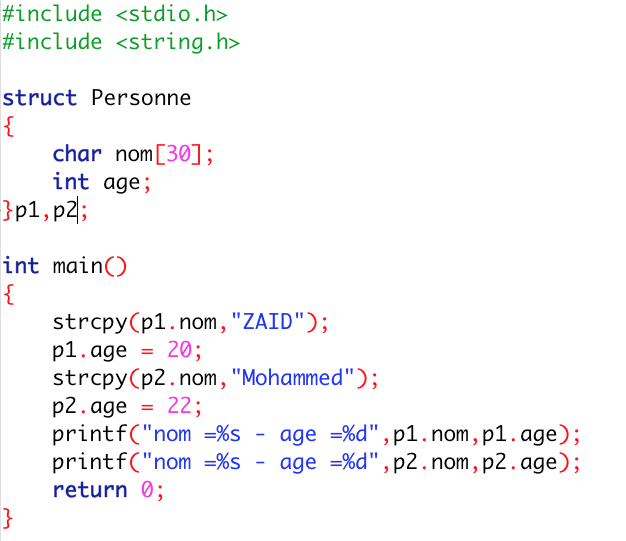 #include <stdio.h>
#include <string.h>

struct Personne
{
    char nom[30];
    int age;
}p1,p2;

int main()
{
    strcpy(p1.nom,"ZAID");
    p1.age = 20;
    strcpy(p2.nom,"Mohammed");
    p2.age = 22;
    printf("nom =%s - age =%d",p1.nom,p1.age);
    printf("nom =%s - age =%d",p2.nom,p2.age);
    return 0;
}